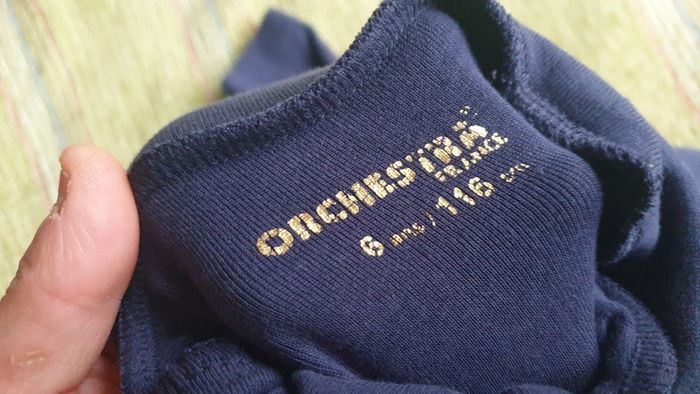 ORCHESTRA
FRANCE
6 ans / 116 cm